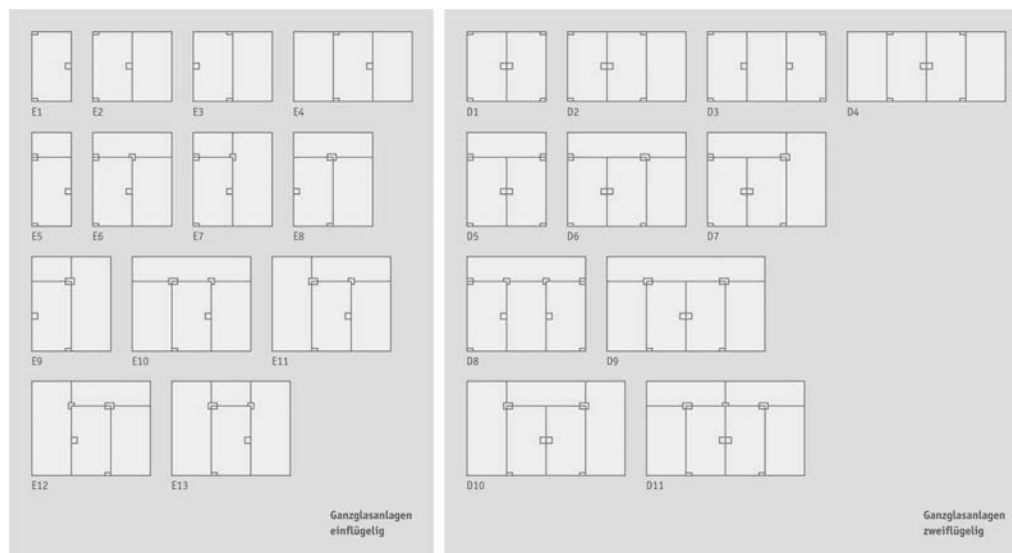 E1 E2 E3 E4
E5 E6 E7 E8
E9 E10 E11
E12 E13
Ganzglasanlagen
einflügelig
D1 D2 D3 D4
D5 D6 D7
D8 D9
D10 D11
Ganzglasanlagen
zweiflügelig